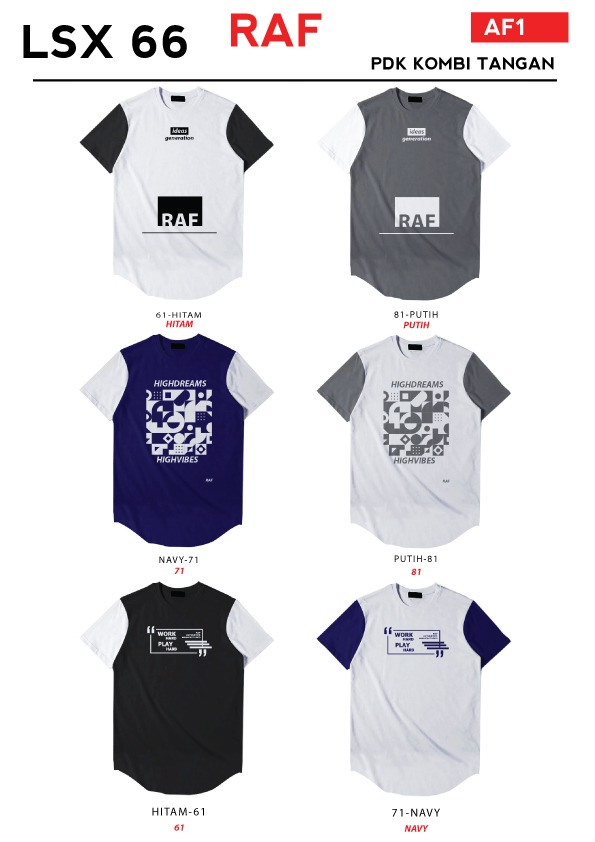 LSX 66
RAF
AF1
PDK KOMBI TANGAN
ideas
generation
RAF
61-HITAM
HITAM
ideas
generation
RAF
81-PUTIH
PUTIH
HIGHDREAMS
HIGHVIBES
RAF
NAVY-71
71
HIGHDREAMS
HIGHVIBES
RAF
PUTIH-81
81
“ WORK
HARD
PLAY
HARD ”
HITAM-61
61
“ WORK
HARD
PLAY
HARD ”
71-NAVY
NAVY